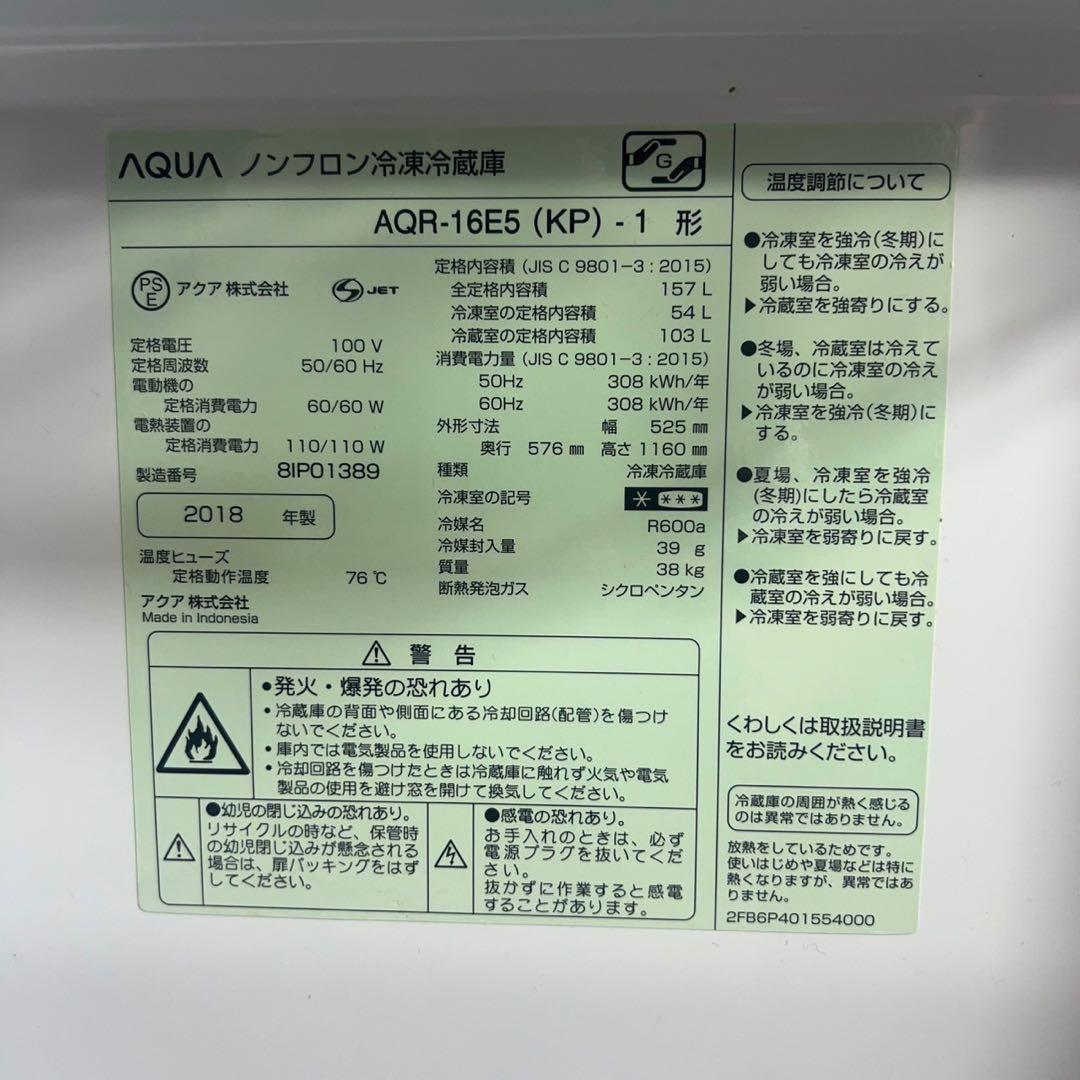 AQUA ノンフロン冷凍冷蔵庫
G
AQR-16E5 (KP) - 1 形
PS
E
アクア 株式会社
S JET
定格電圧 100 V
定格周波数 50/60 Hz
電動機の
定格消費電力 60/60 W
電熱装置の
定格消費電力 110/110 W
製造番号 8IP01389
2018 年製
温度ヒューズ
定格動作温度 76 ℃
アクア 株式会社
Made in Indonesia
定格内容積 (JIS C 9801-3 : 2015)
全定格内容積 157 L
冷凍室の定格内容積 54 L
冷蔵室の定格内容積 103 L
消費電力量 (JIS C 9801-3 : 2015)
50Hz 308 kWh/年
60Hz 308 kWh/年
外形寸法 幅 525 ㎜
奥行 576 ㎜ 高さ 1160 ㎜
種類 冷凍冷蔵庫
冷凍室の記号 * ***
冷媒名 R600a
冷媒封入量 39 g
質量 38 kg
断熱発泡ガス シクロペンタン
⚠ 警 告
●発火・爆発の恐れあり
・冷蔵庫の背面や側面にある冷却回路(配管)を傷つけ
ないでください。
・庫内では電気製品を使用しないでください。
・冷却回路を傷つけたときは冷蔵庫に触れず火気や電気
製品の使用を避け窓を開けて換気してください。
●幼児の閉じ込みの恐れあり。
リサイクルの時など、保管時
の幼児閉じ込みが懸念される
場合は、扉パッキングをはず
してください。
●感電の恐れあり。
お手入れのときは、必ず
電源プラグを抜いてくだ
さい。
抜かずに作業すると感電
することがあります。
温度調節について
●冷凍室を強冷(冬期)に
しても冷凍室の冷えが
弱い場合。
▶冷蔵室を強寄りにする。
●冬場、冷蔵室は冷えて
いるのに冷凍室の冷え
が弱い場合。
▶冷凍室を強冷(冬期)に
する。
●夏場、冷凍室を強冷
(冬期)にしたら冷蔵室
の冷えが弱い場合。
▶冷凍室を弱寄りに戻す。
●冷蔵室を強にしても冷
蔵室の冷えが弱い場合。
▶冷凍室を弱寄りに戻す。
くわしくは取扱説明書
をお読みください。
冷蔵庫の周囲が熱く感じる
のは異常ではありません。
放熱をしているためです。
使いはじめや夏場などは特に
熱くなりますが、異常ではあ
りません。
2FB6P401554000